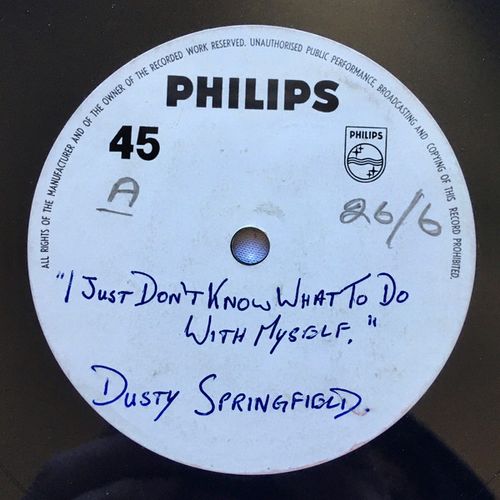 ALL RIGHTS OF THE MANUFACTURER AND OF THE OWNER OF THE RECORDED WORK RESERVED. UNAUTHORISED PUBLIC PERFORMANCE, BROADCASTING AND COPYING OF THIS RECORD PROHIBITED.
PHILIPS
45
PHILIPS
A
26/6
"I JUST DON'T KNOW WHAT TO DO
WITH MYSELF."
DUSTY SPRINGFIELD.